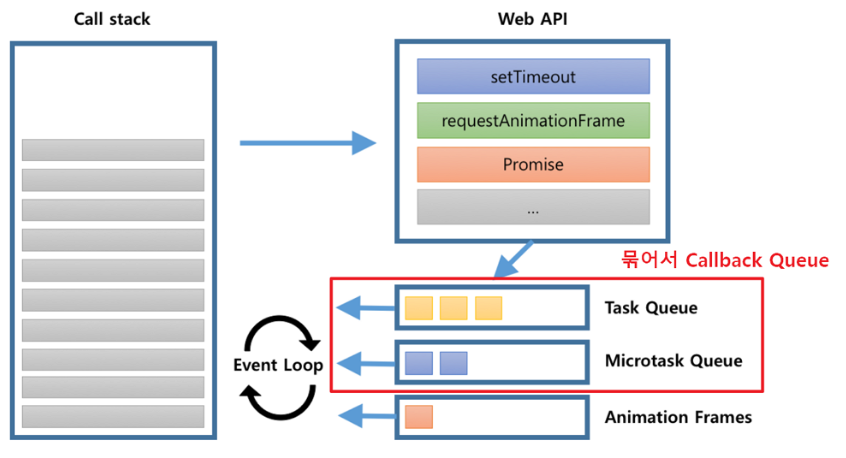 Call stack
Web API
setTimeout
requestAnimationFrame
Promise
...
묶어서 Callback Queue
Task Queue
Event Loop
Microtask Queue
Animation Frames